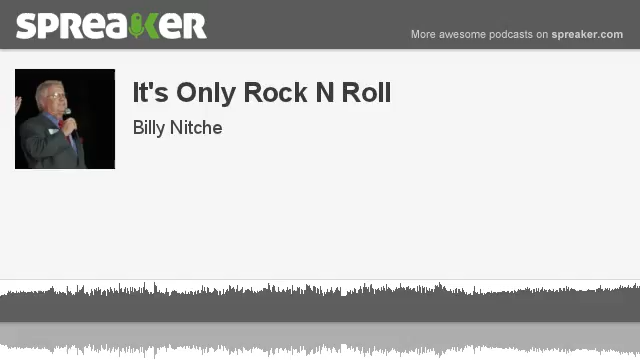 SPREAKER
More awesome podcasts on spreaker.com
It's Only Rock N Roll
Billy Nitche